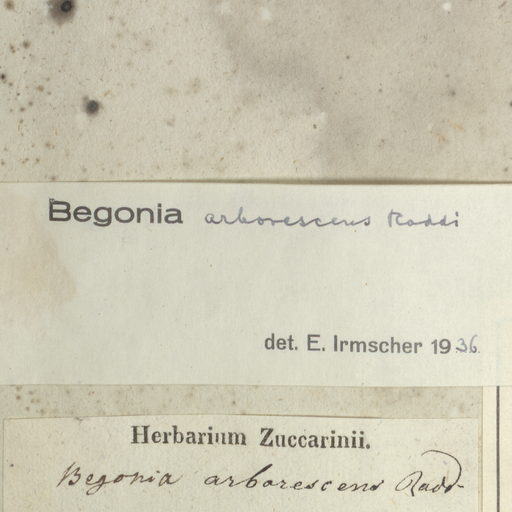 Begonia arborescens Raddi
det. E. Irmscher 1936.
Herbarium Zuccarinii.
Begonia arborescens Radd.